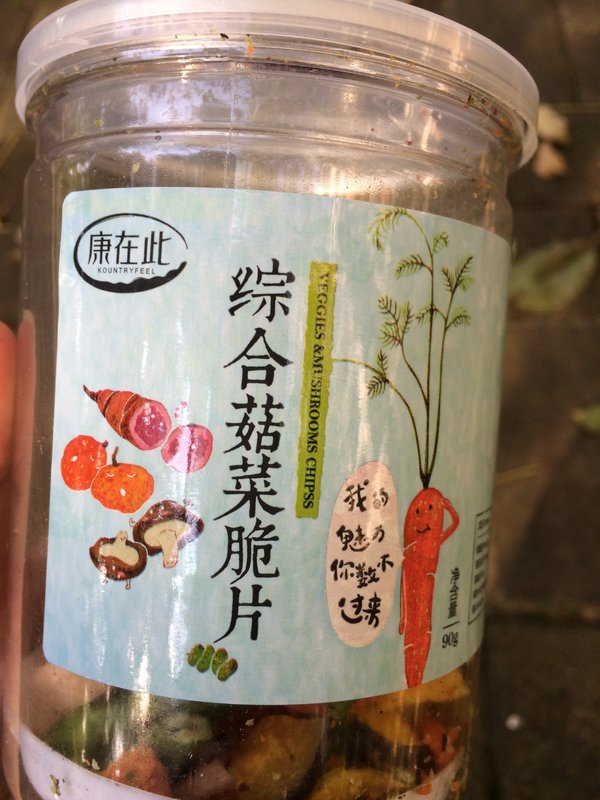 康在此
KOUNTRYFEEL
综合菇菜脆片
VEGGIES &MUSHROOMS CHIPSS
我的
魅力
你数不
过来
净含量
90g